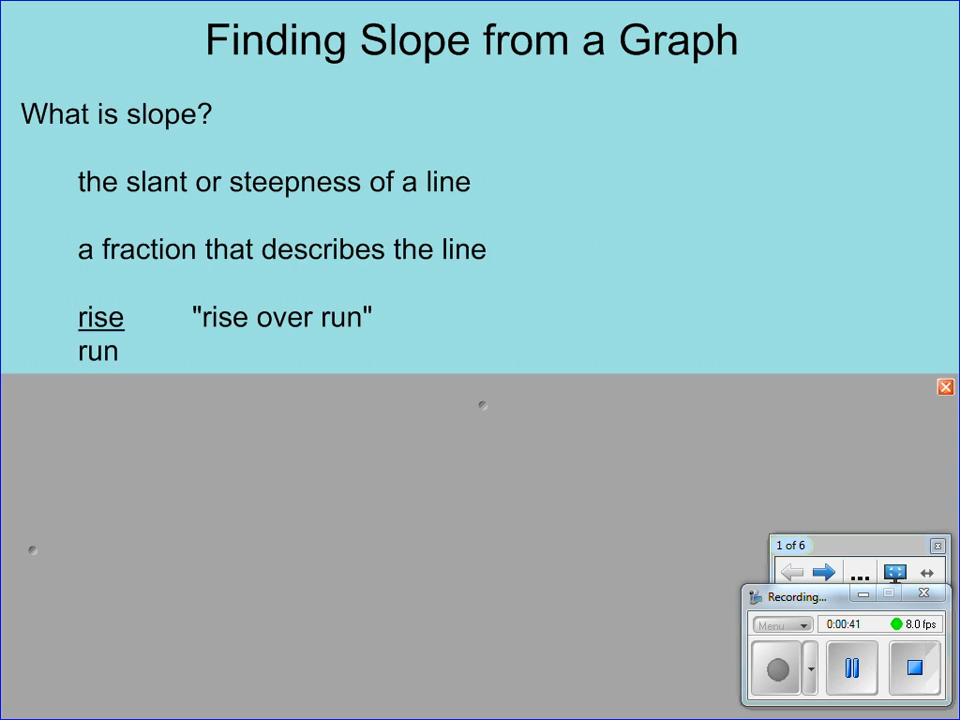 Finding Slope from a Graph
What is slope?
the slant or steepness of a line
a fraction that describes the line
rise "rise over run"
run
1 of 6
...
Recording...
Menu 0:00:41 8.0 fps